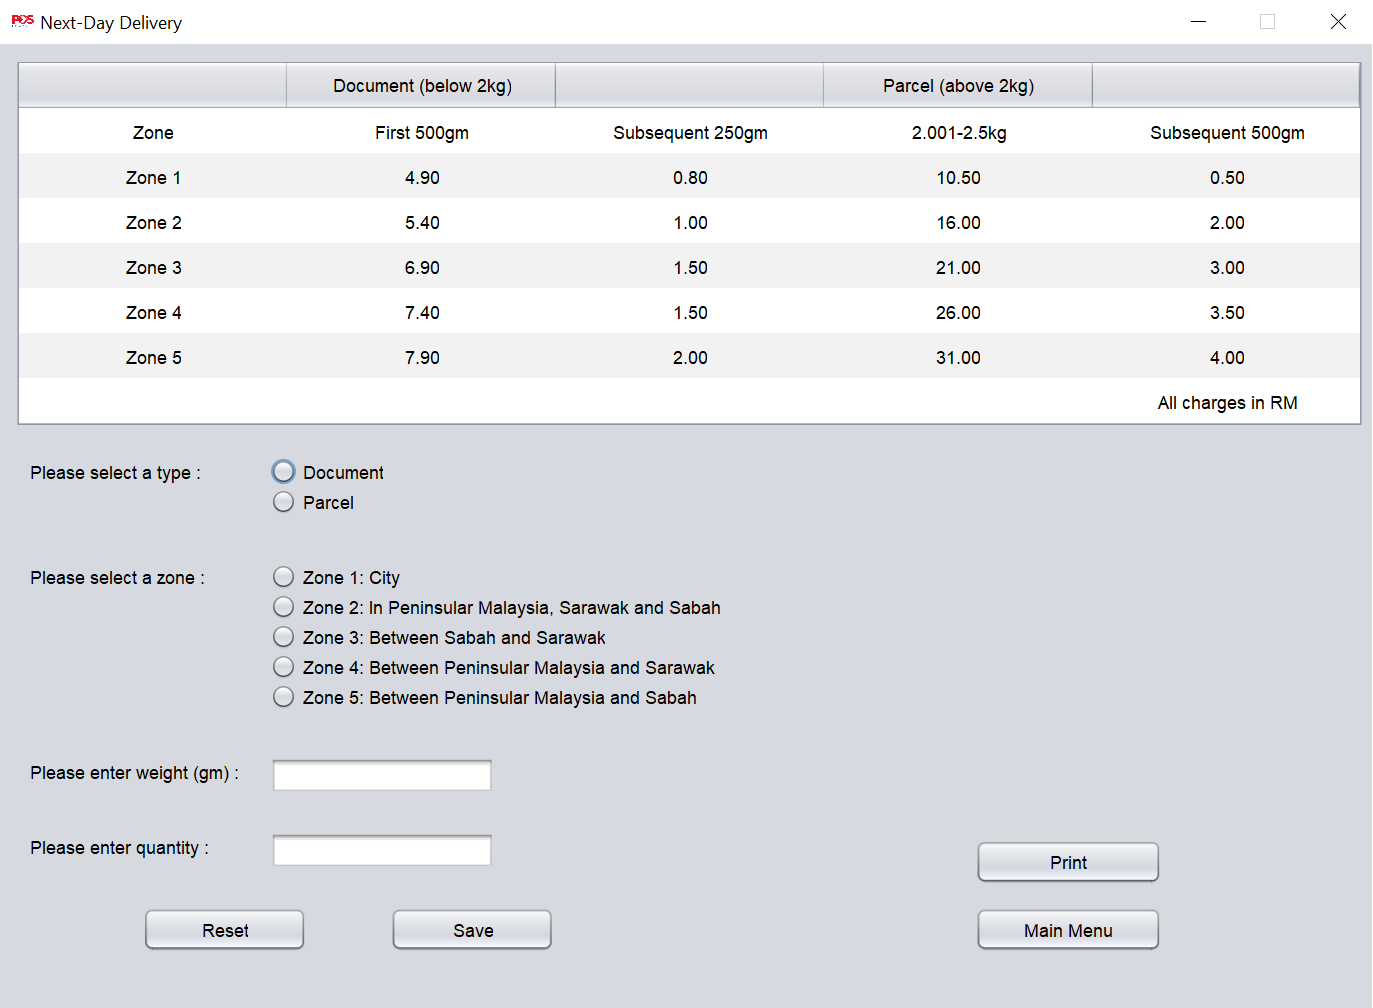 POS Next-Day Delivery
Document (below 2kg) Parcel (above 2kg)
Zone First 500gm Subsequent 250gm 2.001-2.5kg Subsequent 500gm
Zone 1 4.90 0.80 10.50 0.50
Zone 2 5.40 1.00 16.00 2.00
Zone 3 6.90 1.50 21.00 3.00
Zone 4 7.40 1.50 26.00 3.50
Zone 5 7.90 2.00 31.00 4.00
All charges in RM
Please select a type : Document
Parcel
Please select a zone : Zone 1: City
Zone 2: In Peninsular Malaysia, Sarawak and Sabah
Zone 3: Between Sabah and Sarawak
Zone 4: Between Peninsular Malaysia and Sarawak
Zone 5: Between Peninsular Malaysia and Sabah
Please enter weight (gm) :
Please enter quantity :
Print
Reset Save Main Menu